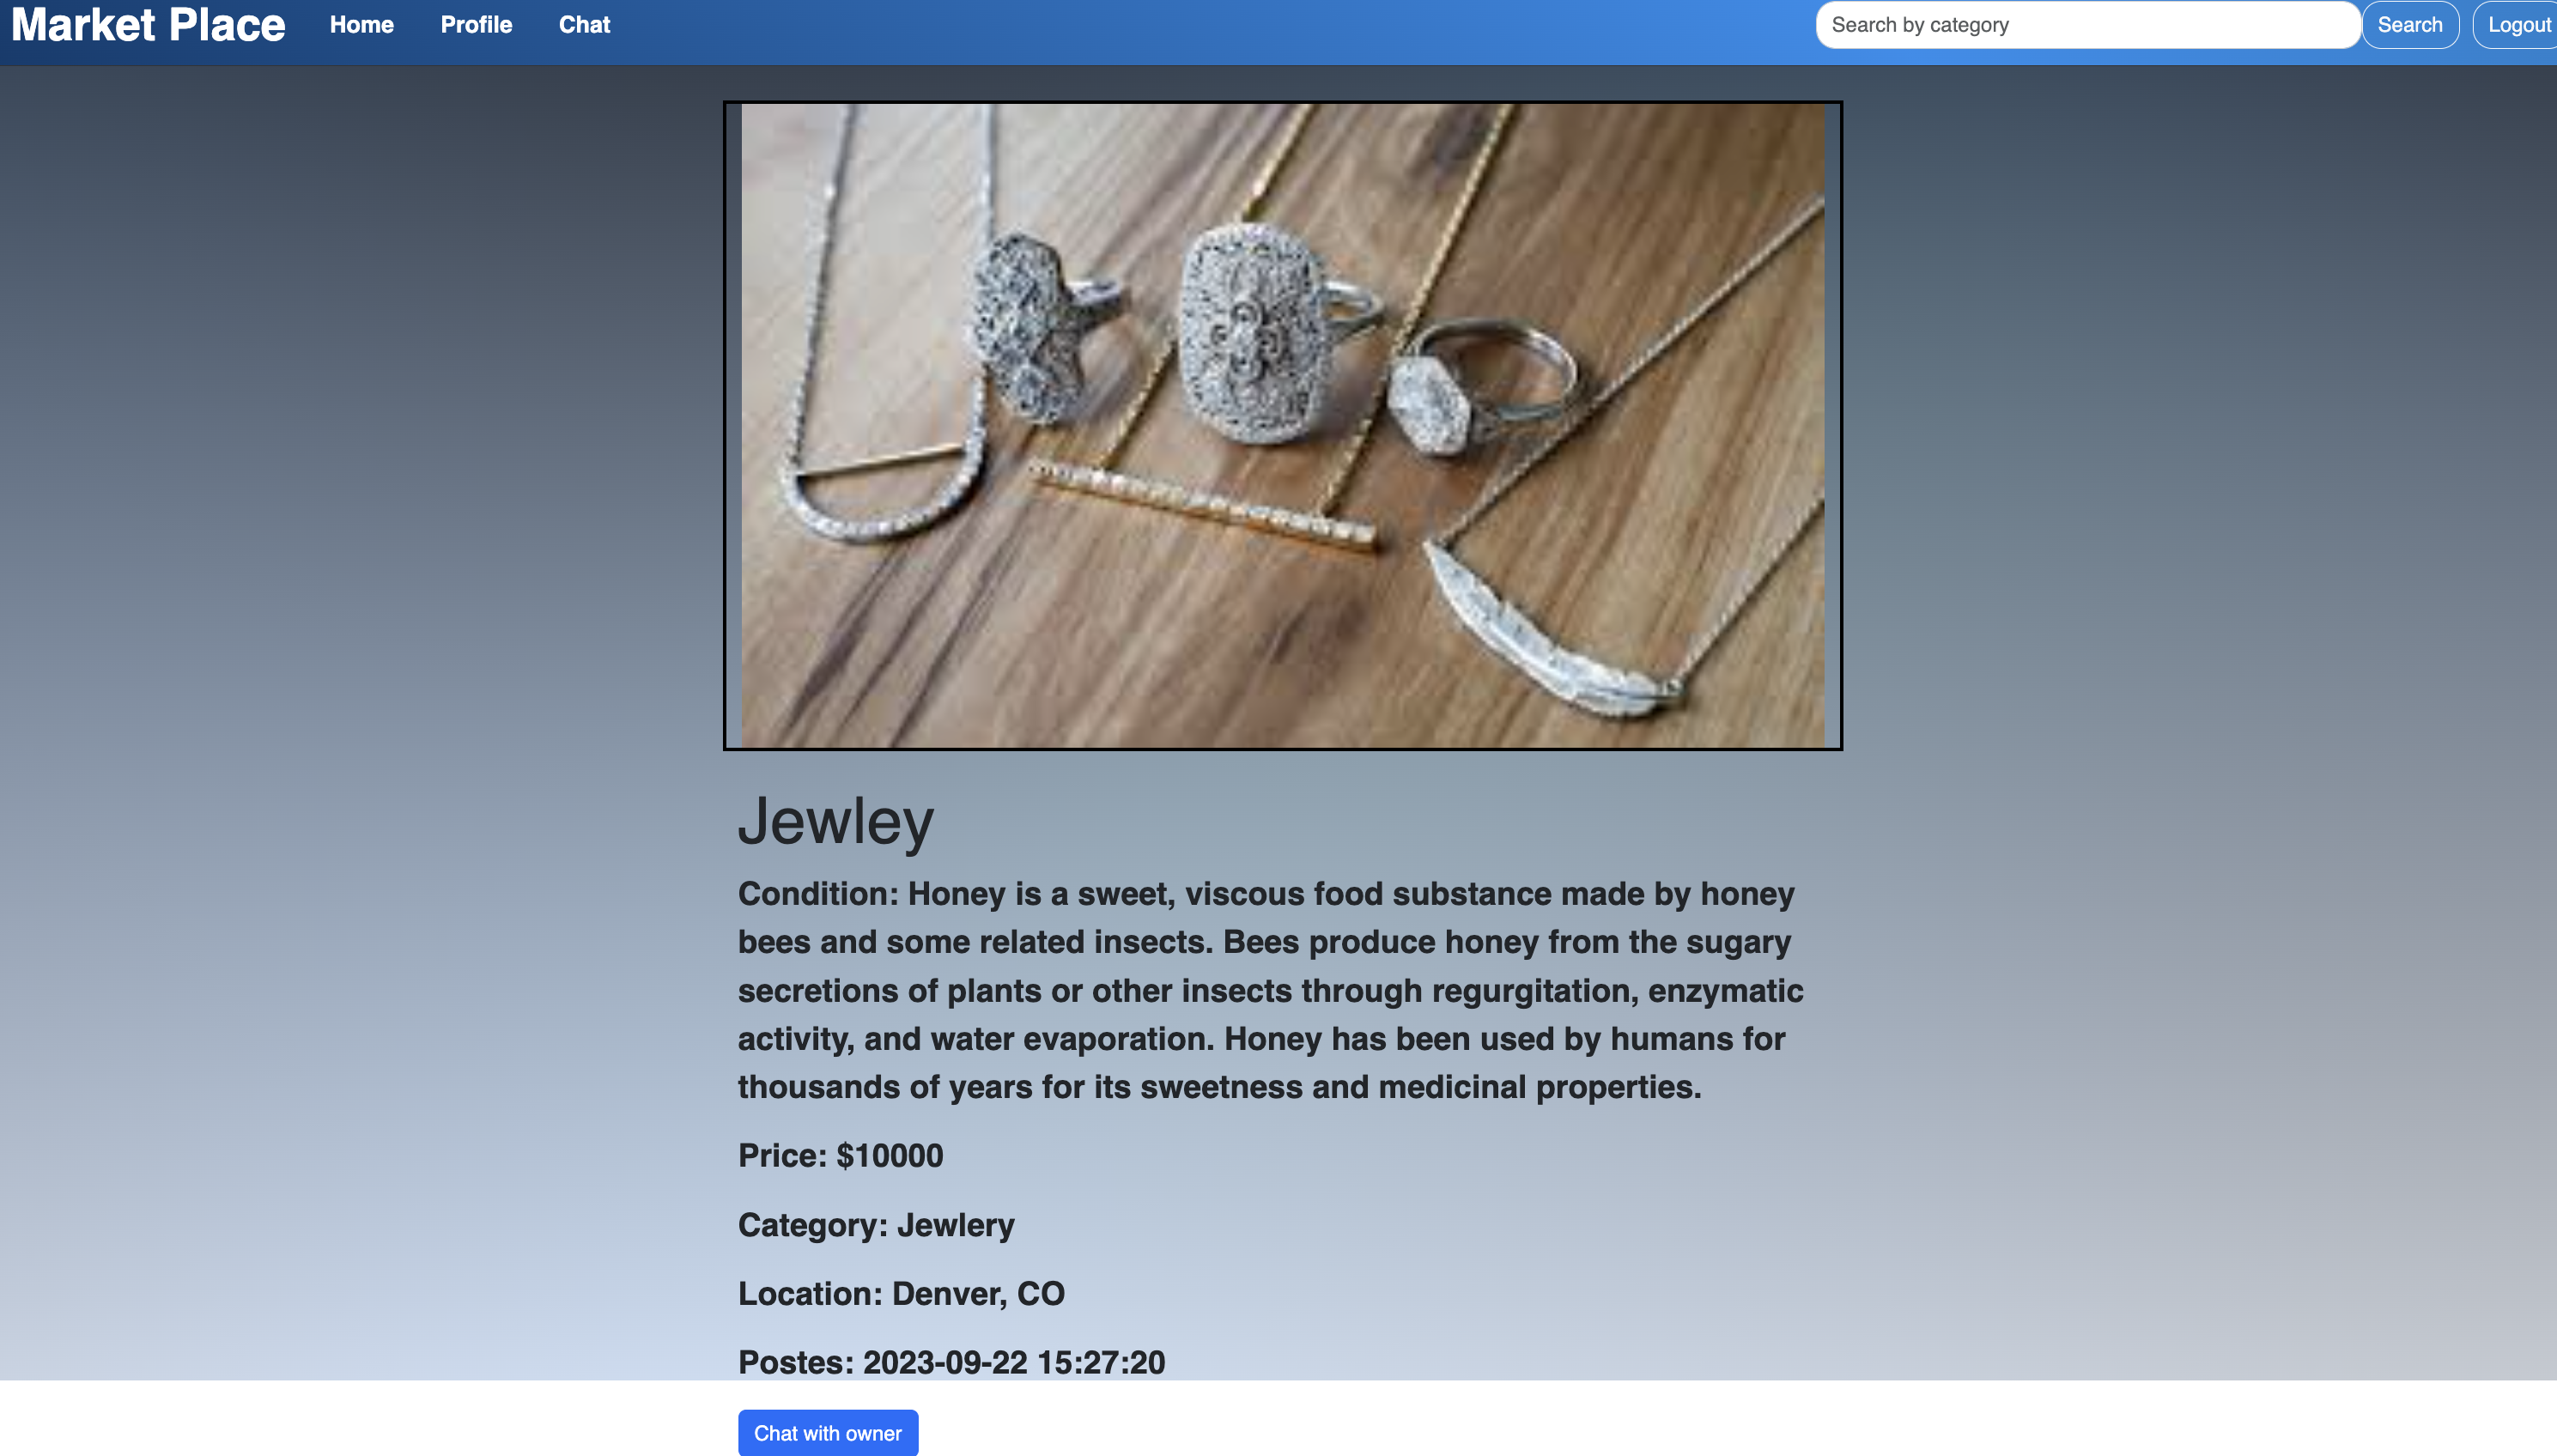 Market Place Home Profile Chat Search by category Search Logout
Jewley
Condition: Honey is a sweet, viscous food substance made by honey
bees and some related insects. Bees produce honey from the sugary
secretions of plants or other insects through regurgitation, enzymatic
activity, and water evaporation. Honey has been used by humans for
thousands of years for its sweetness and medicinal properties.
Price: $10000
Category: Jewlery
Location: Denver, CO
Postes: 2023-09-22 15:27:20
Chat with owner